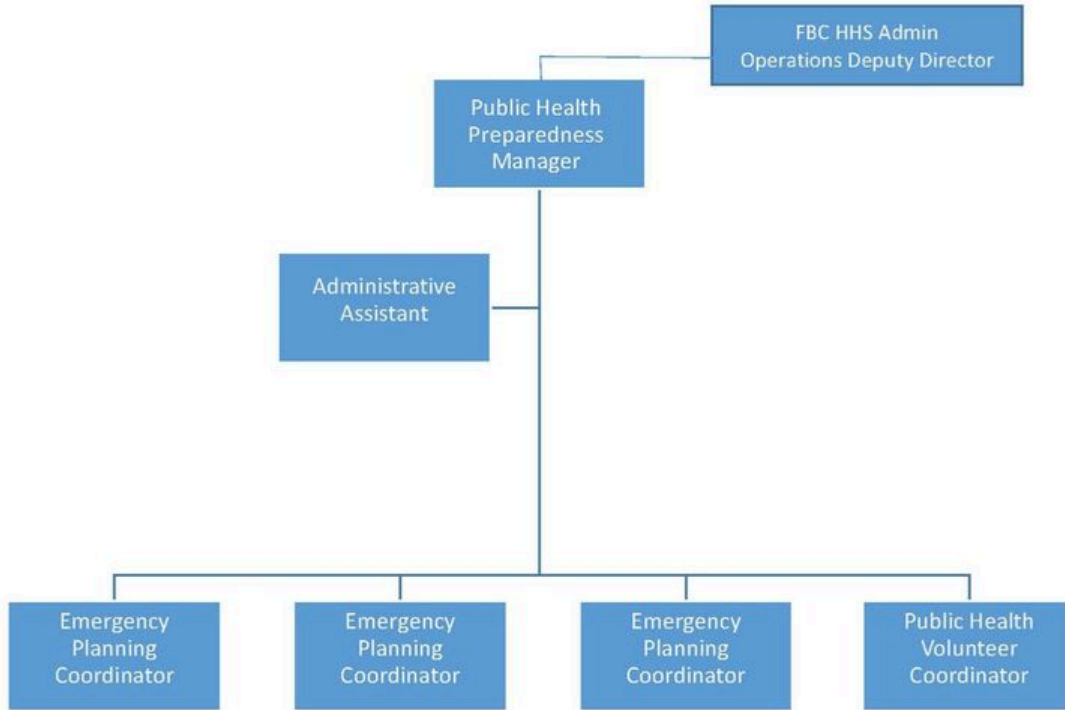 FBC HHS Admin
Operations Deputy Director
Public Health
Preparedness
Manager
Administrative
Assistant
Emergency
Planning
Coordinator
Emergency
Planning
Coordinator
Emergency
Planning
Coordinator
Public Health
Volunteer
Coordinator